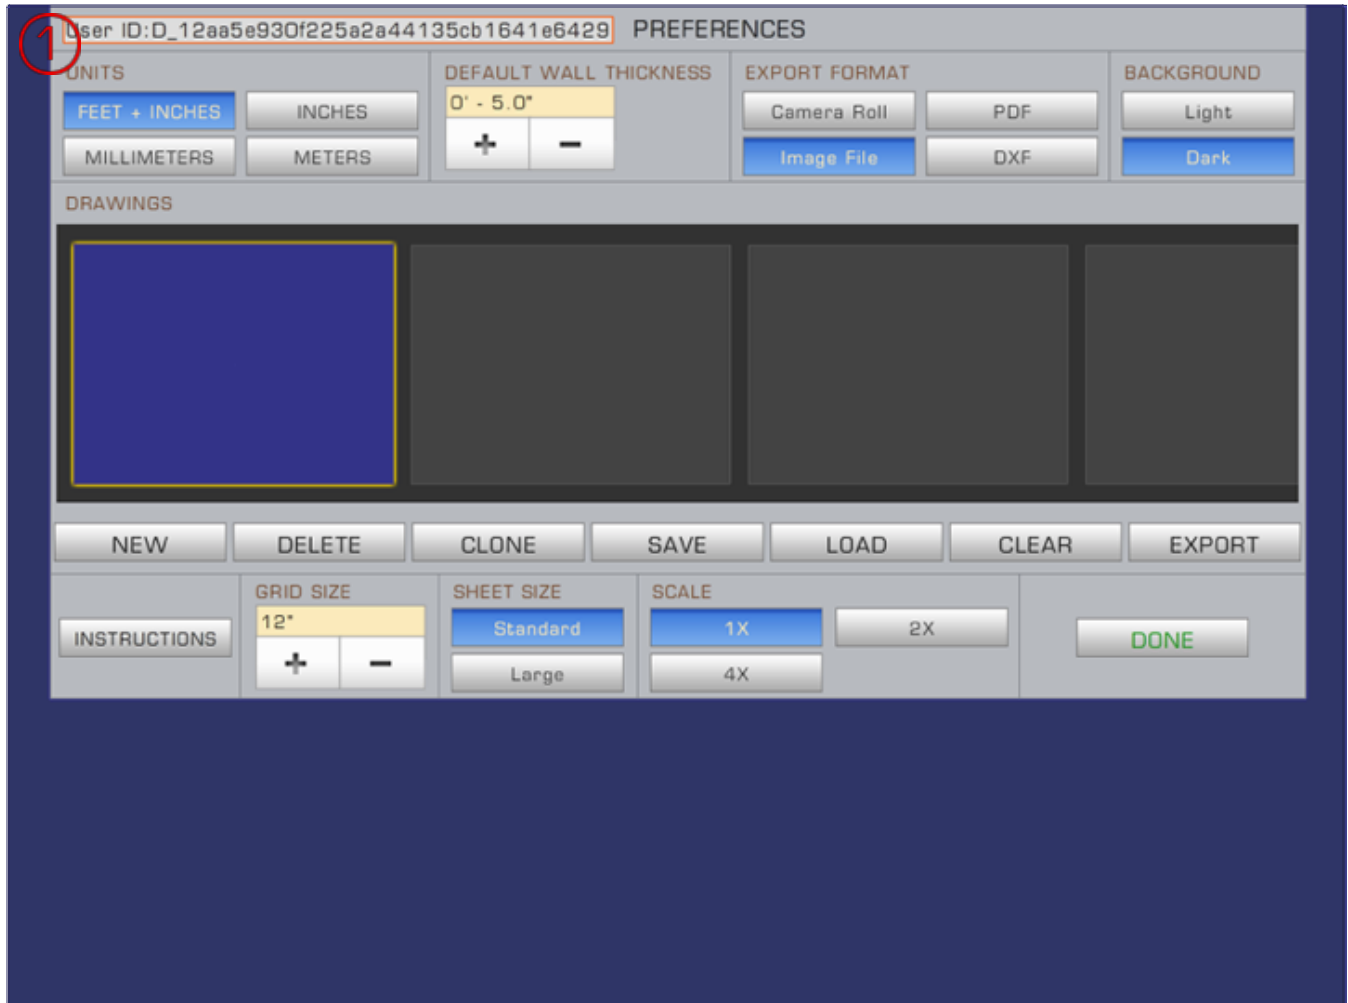 1
User ID:D_12aa5e930f225a2a44135cb1641e6429 PREFERENCES
UNITS
FEET + INCHES INCHES
MILLIMETERS METERS
DEFAULT WALL THICKNESS
0' - 5.0"
+ −
EXPORT FORMAT
Camera Roll PDF
Image File DXF
BACKGROUND
Light
Dark
DRAWINGS
NEW DELETE CLONE SAVE LOAD CLEAR EXPORT
INSTRUCTIONS
GRID SIZE
12"
+ −
SHEET SIZE
Standard
Large
SCALE
1X 2X
4X
DONE